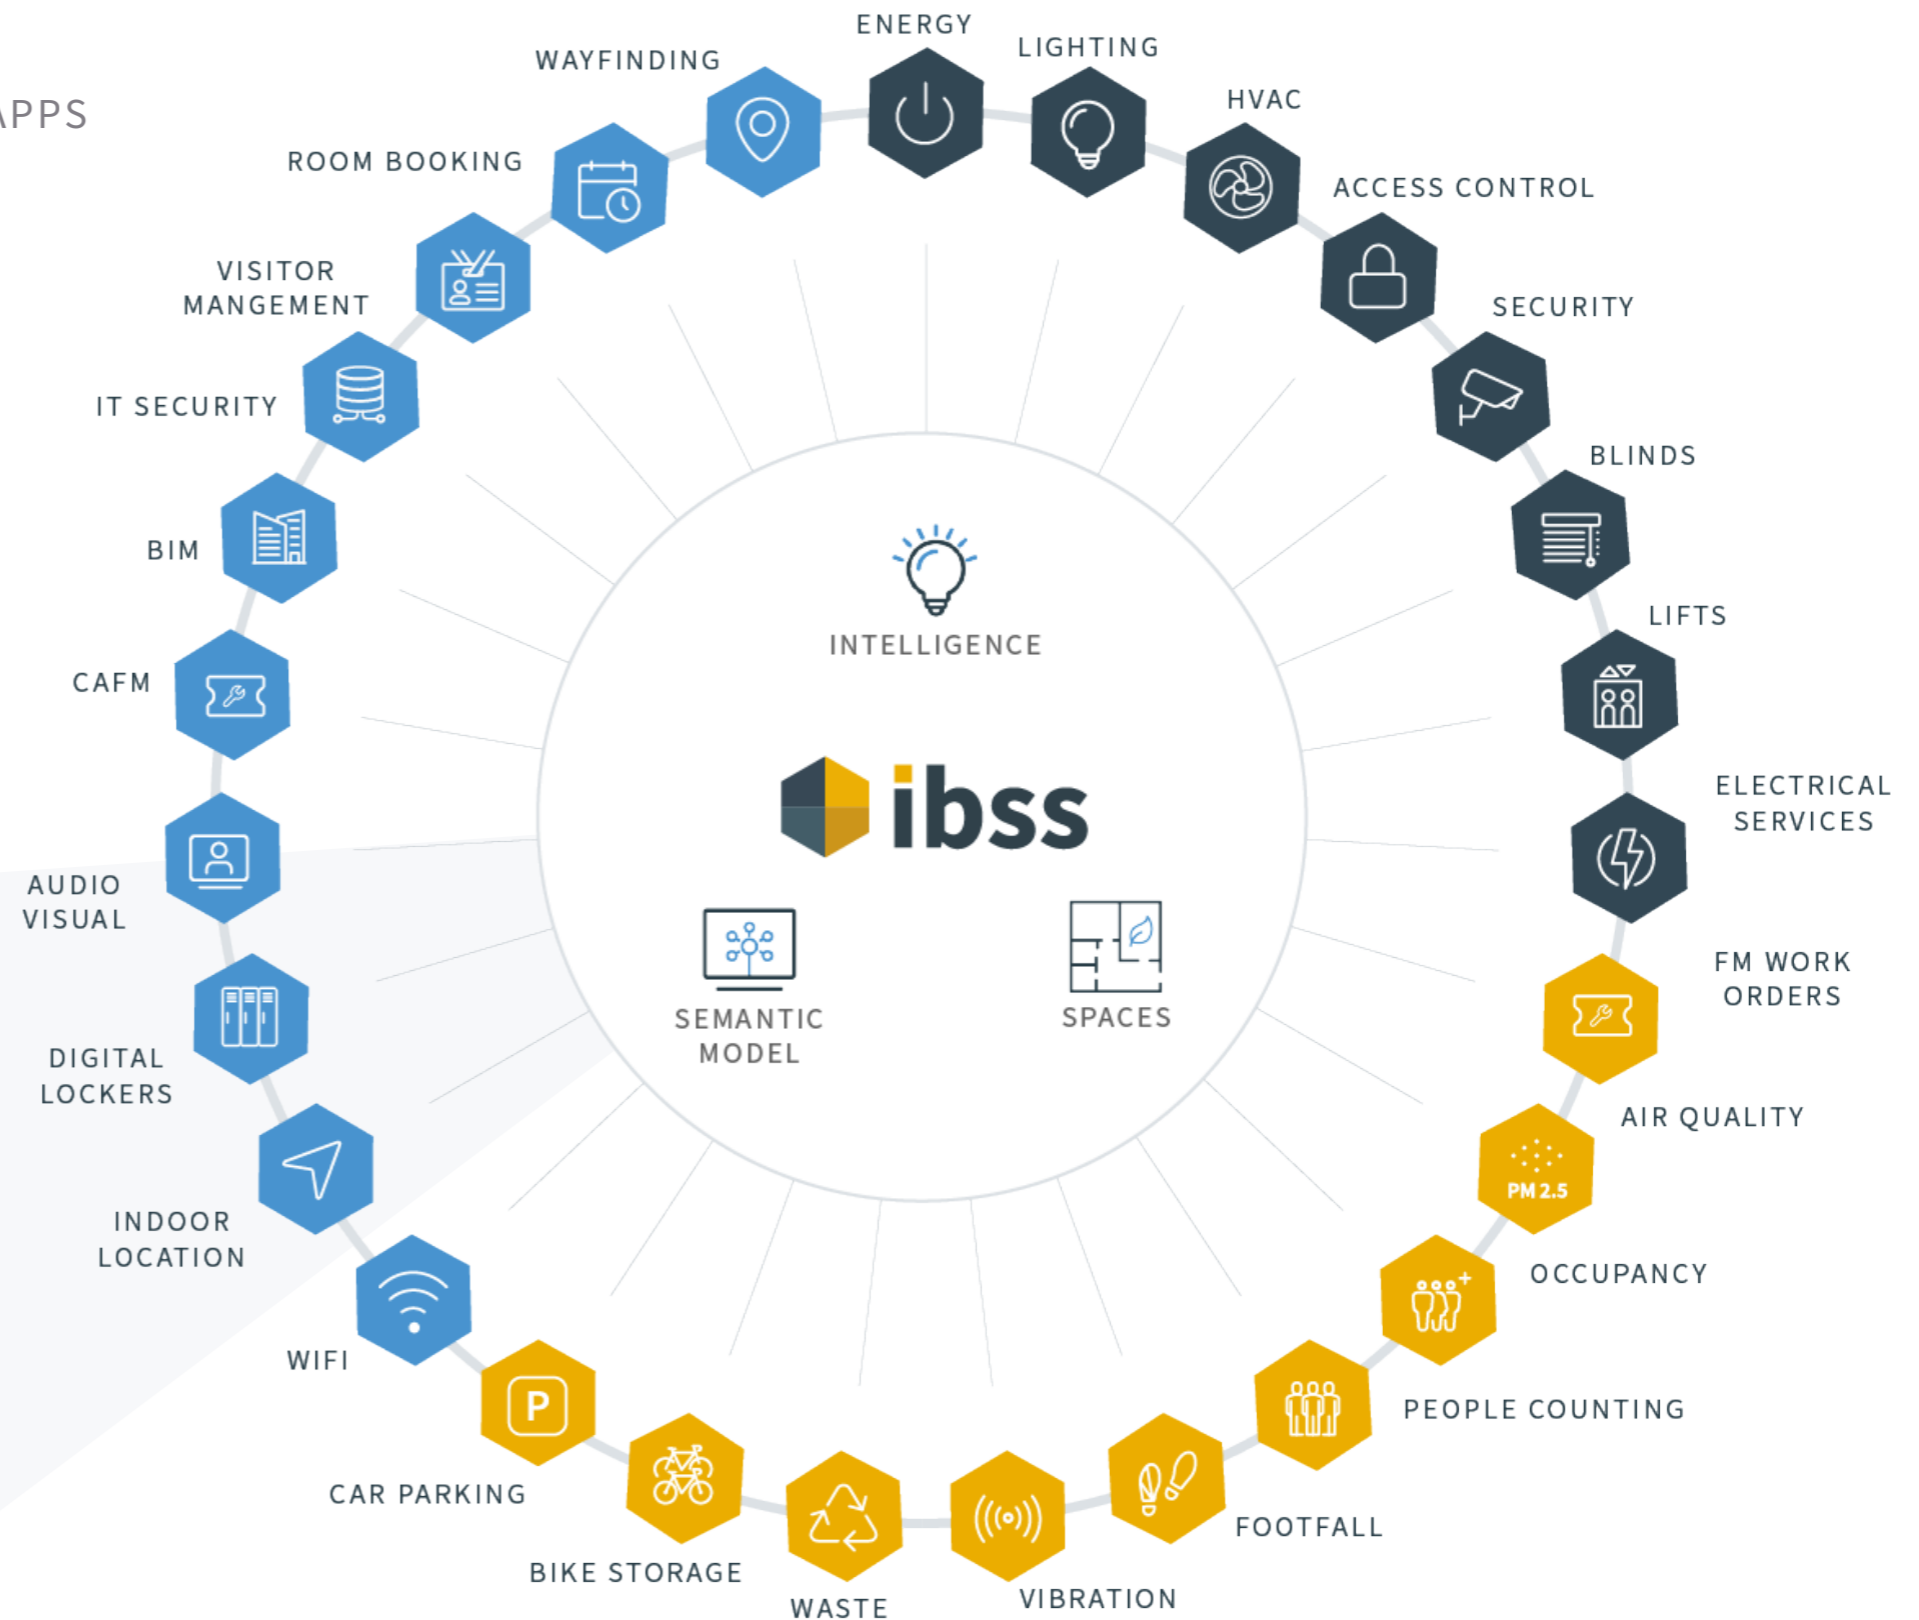 ENERGY
LIGHTING
WAYFINDING
HVAC
APPS
ROOM BOOKING
ACCESS CONTROL
VISITOR
MANGEMENT
SECURITY
IT SECURITY
BLINDS
BIM
LIFTS
INTELLIGENCE
CAFM
ELECTRICAL
SERVICES
ibss
AUDIO
VISUAL
FM WORK
ORDERS
SEMANTIC
MODEL
SPACES
DIGITAL
LOCKERS
AIR QUALITY
PM 2.5
INDOOR
LOCATION
OCCUPANCY
WIFI
P
PEOPLE COUNTING
CAR PARKING
FOOTFALL
BIKE STORAGE
VIBRATION
WASTE